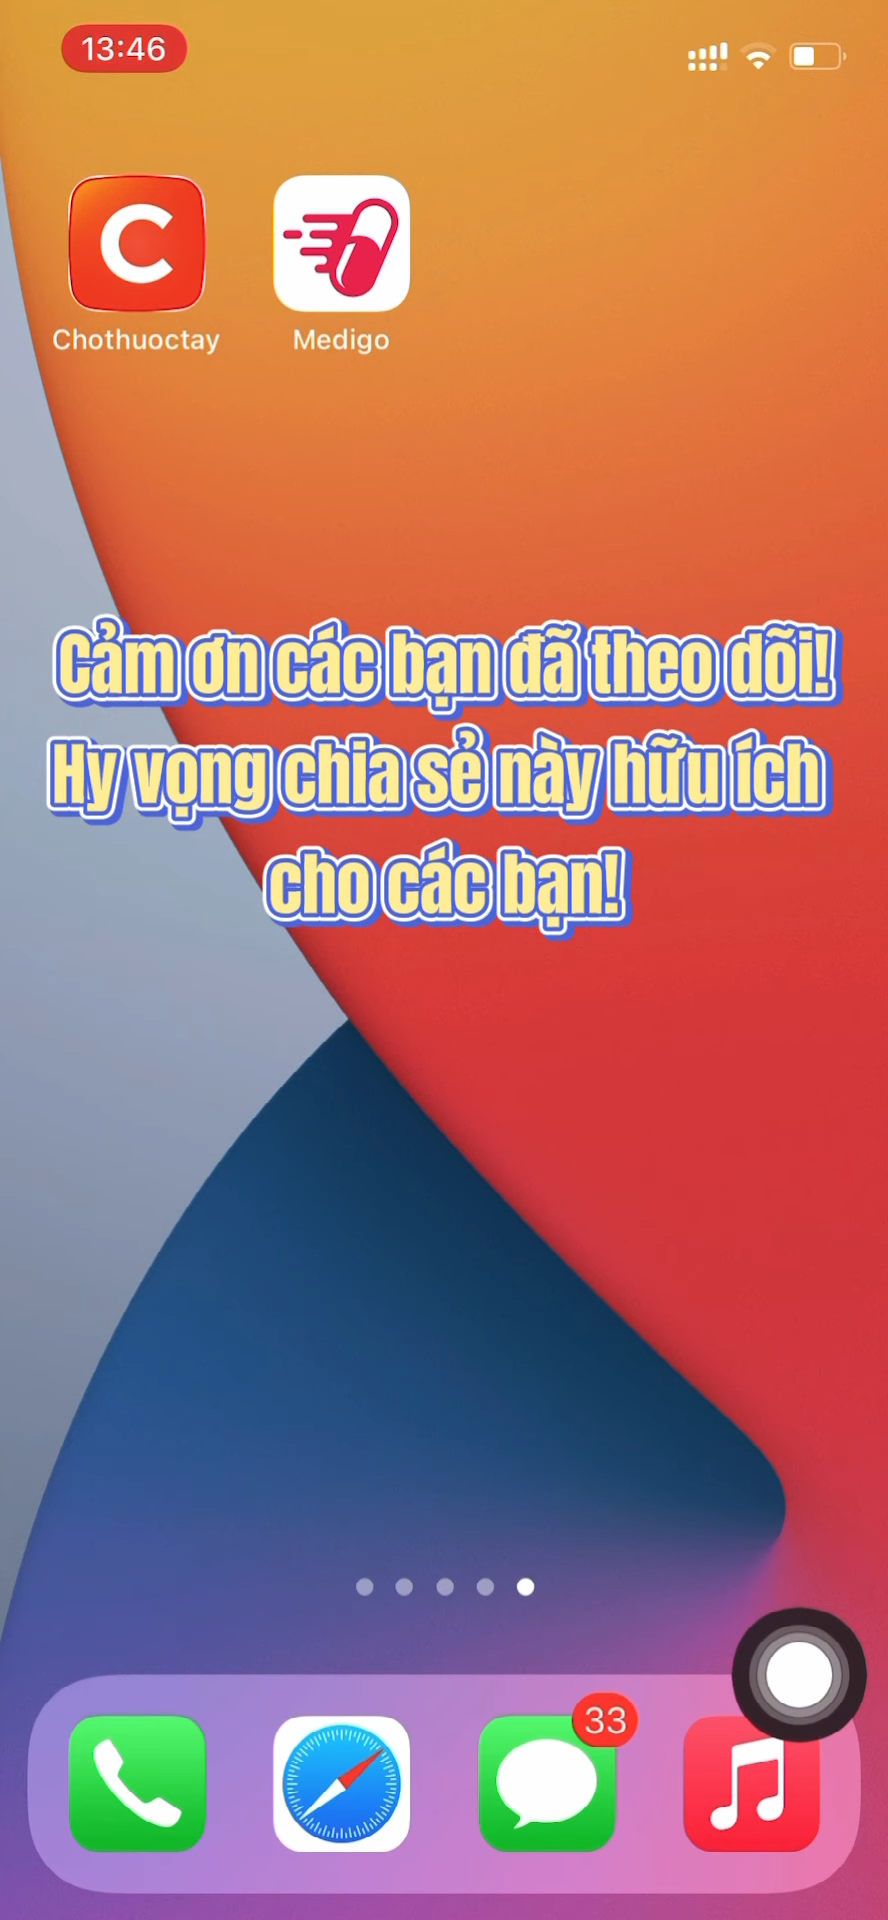 13:46
C
Chothuoctay
Medigo
Cảm ơn các bạn đã theo dõi!
Hy vọng chia sẻ này hữu ích
cho các bạn!
33